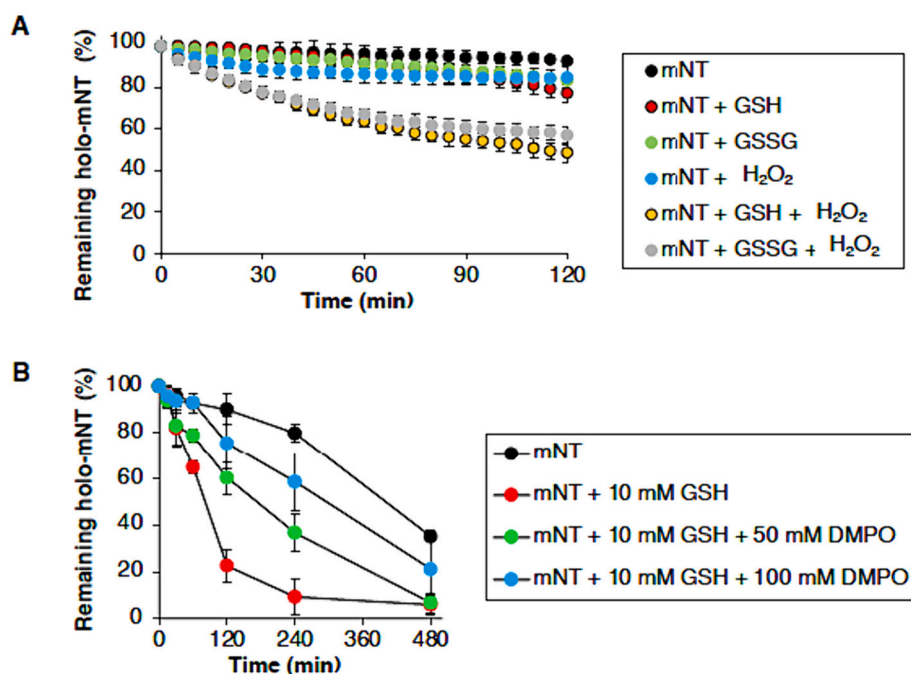 A
Remaining holo-mNT (%)
100
80
60
40
20
0
0 30 60 90 120
Time (min)
mNT
mNT + GSH
mNT + GSSG
mNT + H₂O₂
mNT + GSH + H₂O₂
mNT + GSSG + H₂O₂
B
Remaining holo-mNT (%)
100
80
60
40
20
0
0 120 240 360 480
Time (min)
mNT
mNT + 10 mM GSH
mNT + 10 mM GSH + 50 mM DMPO
mNT + 10 mM GSH + 100 mM DMPO